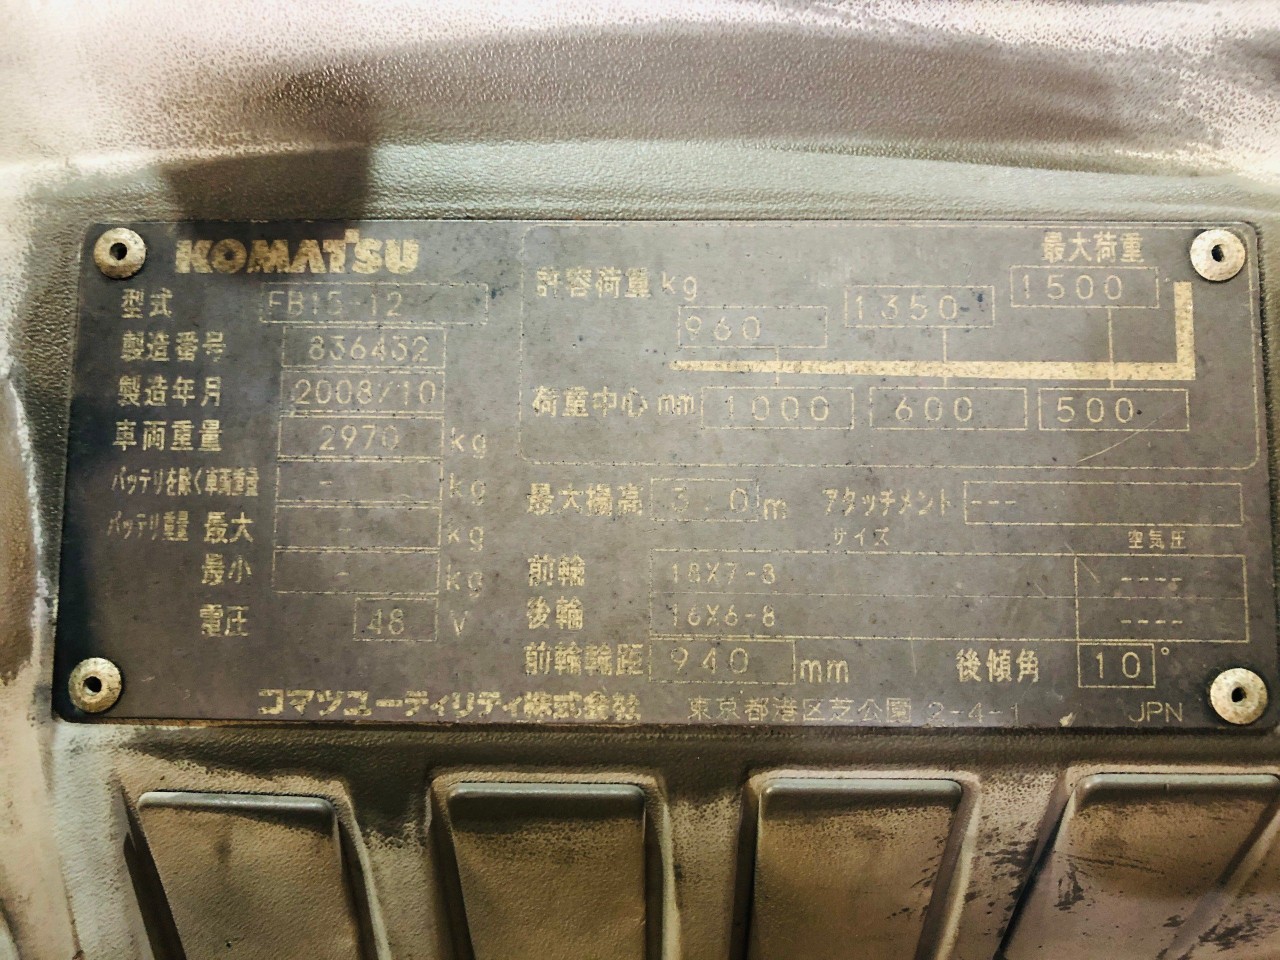 KOMATSU
型式 FB15-12
製造番号 836432
製造年月 2008/10
車両重量 2970 kg
バッテリを除く車両重量 - kg
バッテリ重量 最大 - kg
最小 - kg
電圧 48 V
最大荷重
許容荷重 kg 960 1350 1500
荷重中心 mm 1000 600 500
最大揚高 3.0 m アタッチメント ---
サイズ 空気圧
前輪 18X7-8 ----
後輪 16X6-8 ----
前輪輪距 940 mm 後傾角 10°
コマツユーティリティ株式会社 東京都港区芝公園 2-4-1 JPN